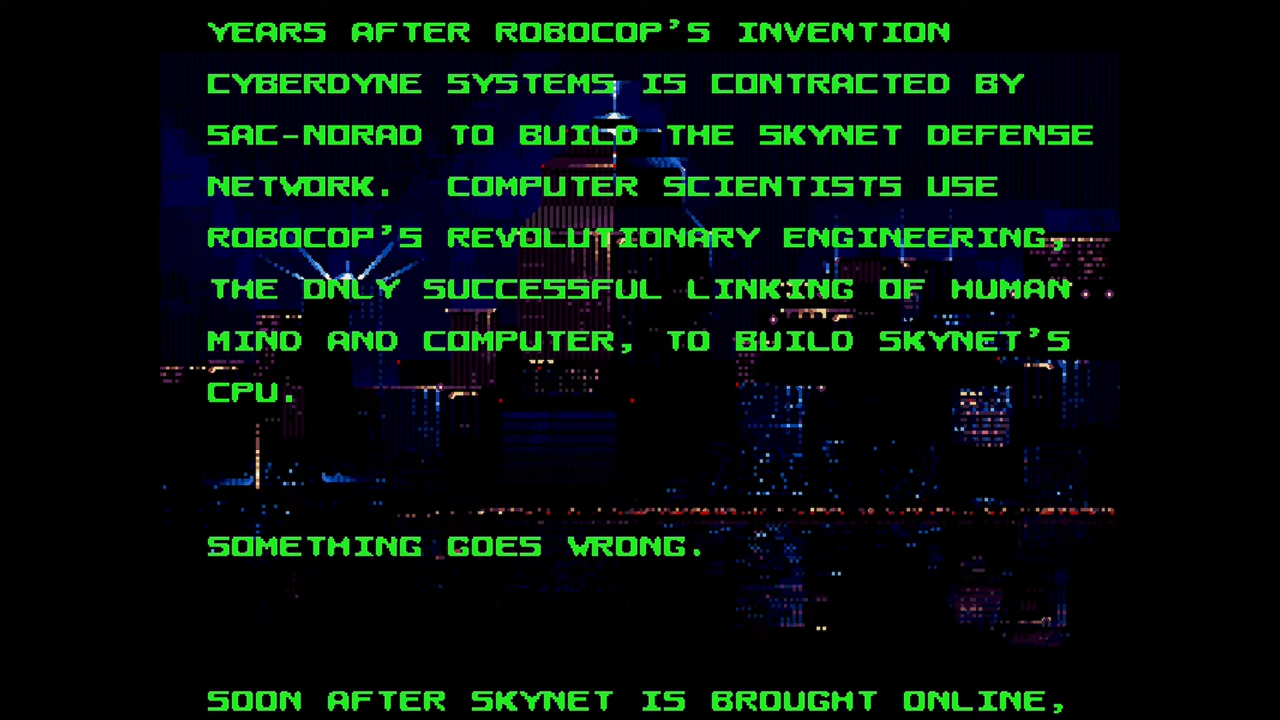 YEARS AFTER ROBOCOP'S INVENTION
CYBERDYNE SYSTEMS IS CONTRACTED BY
SAC-NORAD TO BUILD THE SKYNET DEFENSE
NETWORK.  COMPUTER SCIENTISTS USE
ROBOCOP'S REVOLUTIONARY ENGINEERING,
THE ONLY SUCCESSFUL LINKING OF HUMAN
MIND AND COMPUTER, TO BUILD SKYNET'S
CPU.
SOMETHING GOES WRONG.
SOON AFTER SKYNET IS BROUGHT ONLINE,